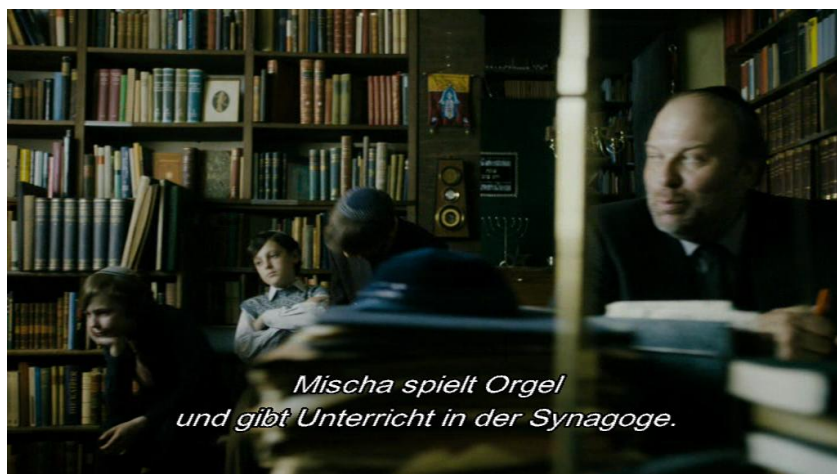 Mischa spielt Orgel
und gibt Unterricht in der Synagoge.